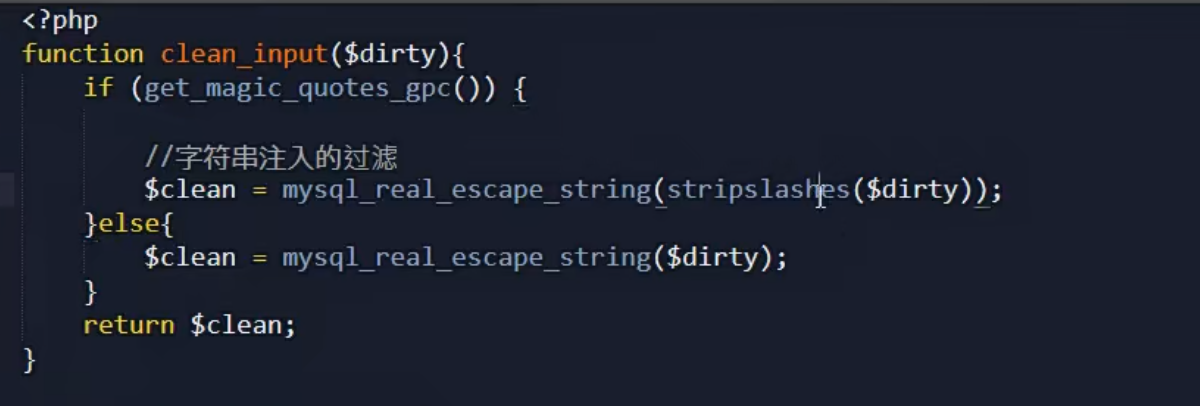 <?php
function clean_input($dirty){
if (get_magic_quotes_gpc()) {
//字符串注入的过滤
$clean = mysql_real_escape_string(stripslashes($dirty));
}else{
$clean = mysql_real_escape_string($dirty);
}
return $clean;
}